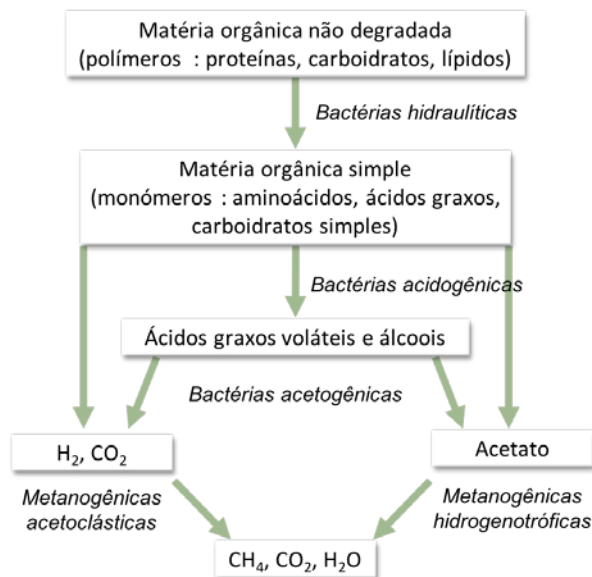 Matéria orgânica não degradada
(polímeros : proteínas, carboidratos, lípidos)
Bactérias hidraulíticas
Matéria orgânica simple
(monómeros : aminoácidos, ácidos graxos,
carboidratos simples)
Bactérias acidogênicas
Ácidos graxos voláteis e álcoois
Bactérias acetogênicas
H₂, CO₂
Acetato
Metanogênicas
acetoclásticas
Metanogênicas
hidrogenotróficas
CH₄, CO₂, H₂O